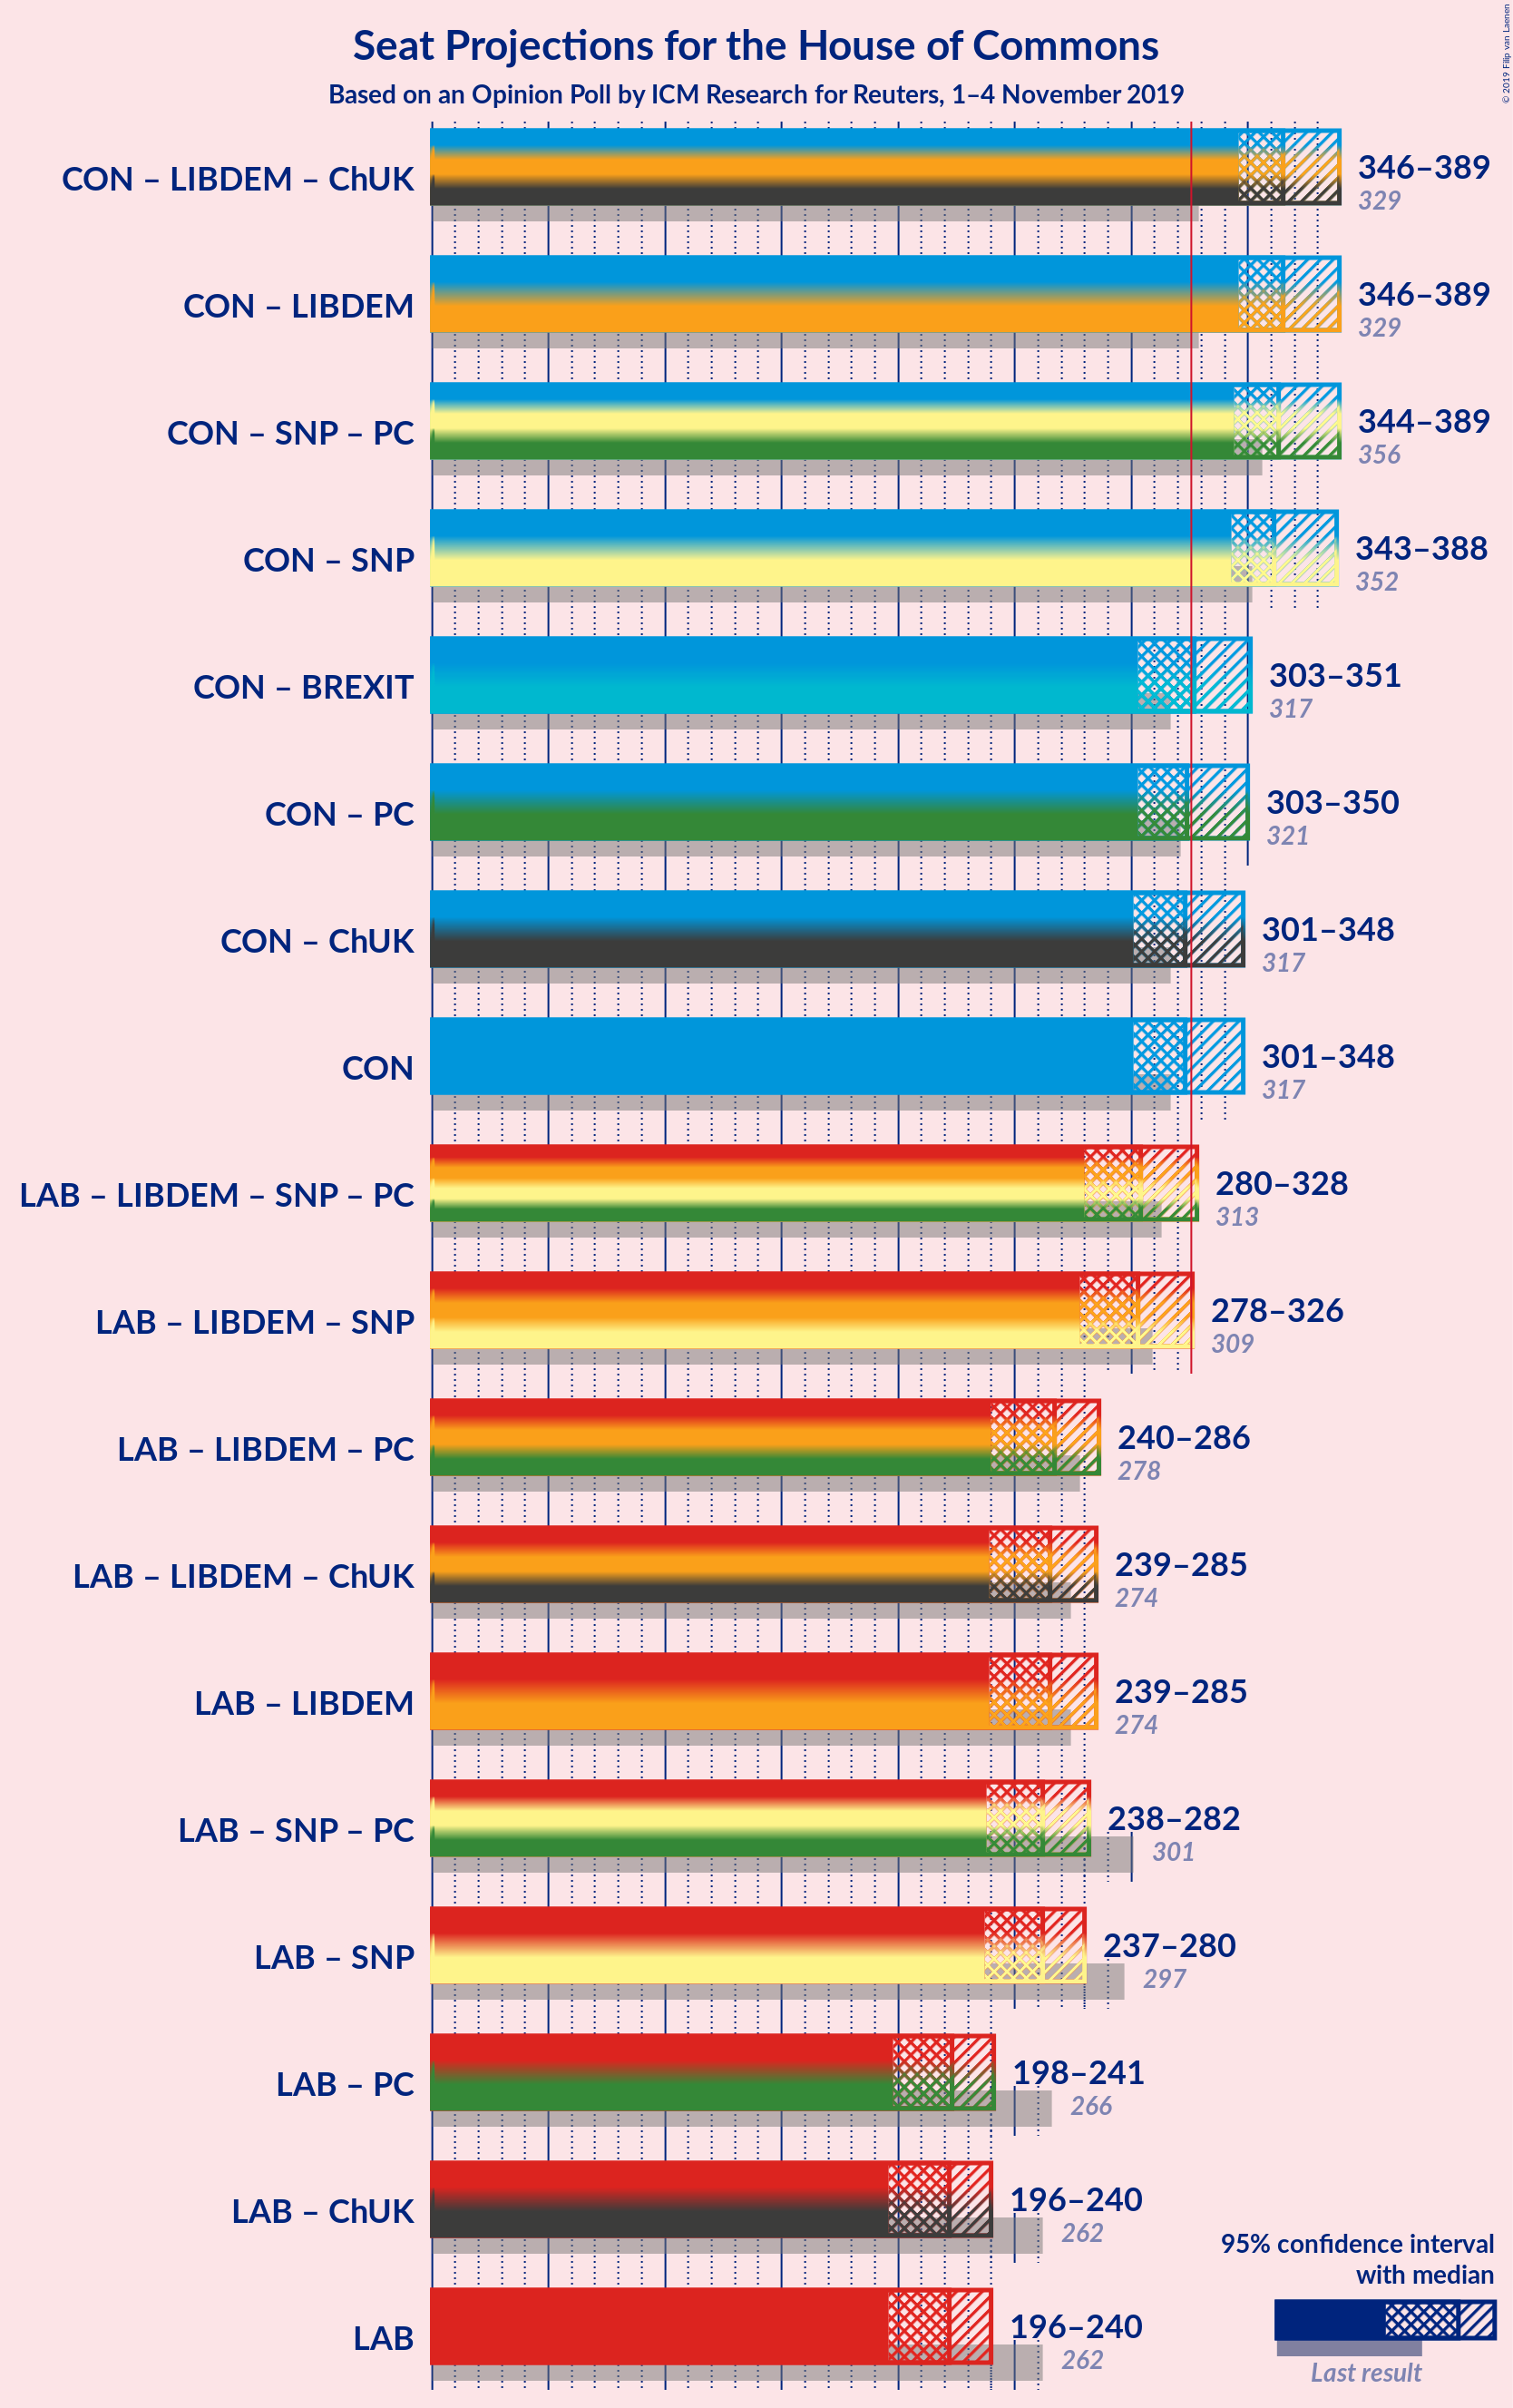 Seat Projections for the House of Commons
Based on an Opinion Poll by ICM Research for Reuters, 1–4 November 2019
© 2019 Filip van Laenen
CON – LIBDEM – ChUK
346–389
329
CON – LIBDEM
346–389
329
CON – SNP – PC
344–389
356
CON – SNP
343–388
352
CON – BREXIT
303–351
317
CON – PC
303–350
321
CON – ChUK
301–348
317
CON
301–348
317
LAB – LIBDEM – SNP – PC
280–328
313
LAB – LIBDEM – SNP
278–326
309
LAB – LIBDEM – PC
240–286
278
LAB – LIBDEM – ChUK
239–285
274
LAB – LIBDEM
239–285
274
LAB – SNP – PC
238–282
301
LAB – SNP
237–280
297
LAB – PC
198–241
266
LAB – ChUK
196–240
262
LAB
196–240
262
95% confidence interval
with median
Last result